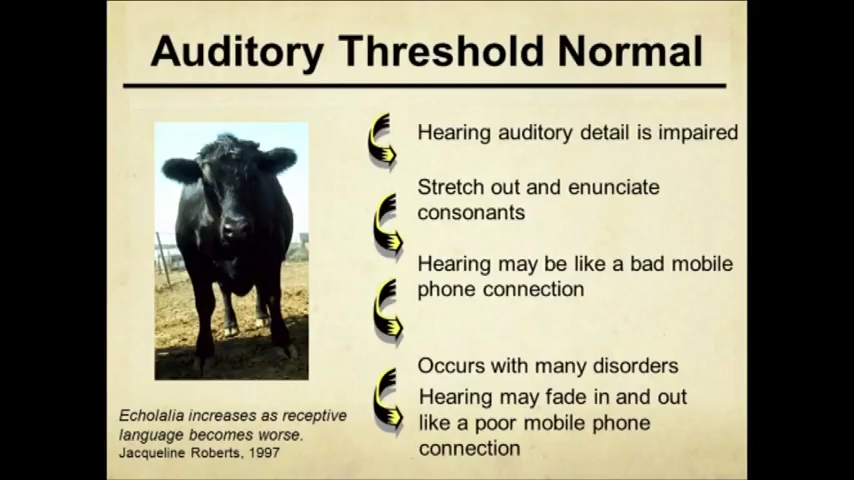 Auditory Threshold Normal
Hearing auditory detail is impaired
Stretch out and enunciate
consonants
Hearing may be like a bad mobile
phone connection
Occurs with many disorders
Hearing may fade in and out
like a poor mobile phone
connection
Echolalia increases as receptive
language becomes worse.
Jacqueline Roberts, 1997